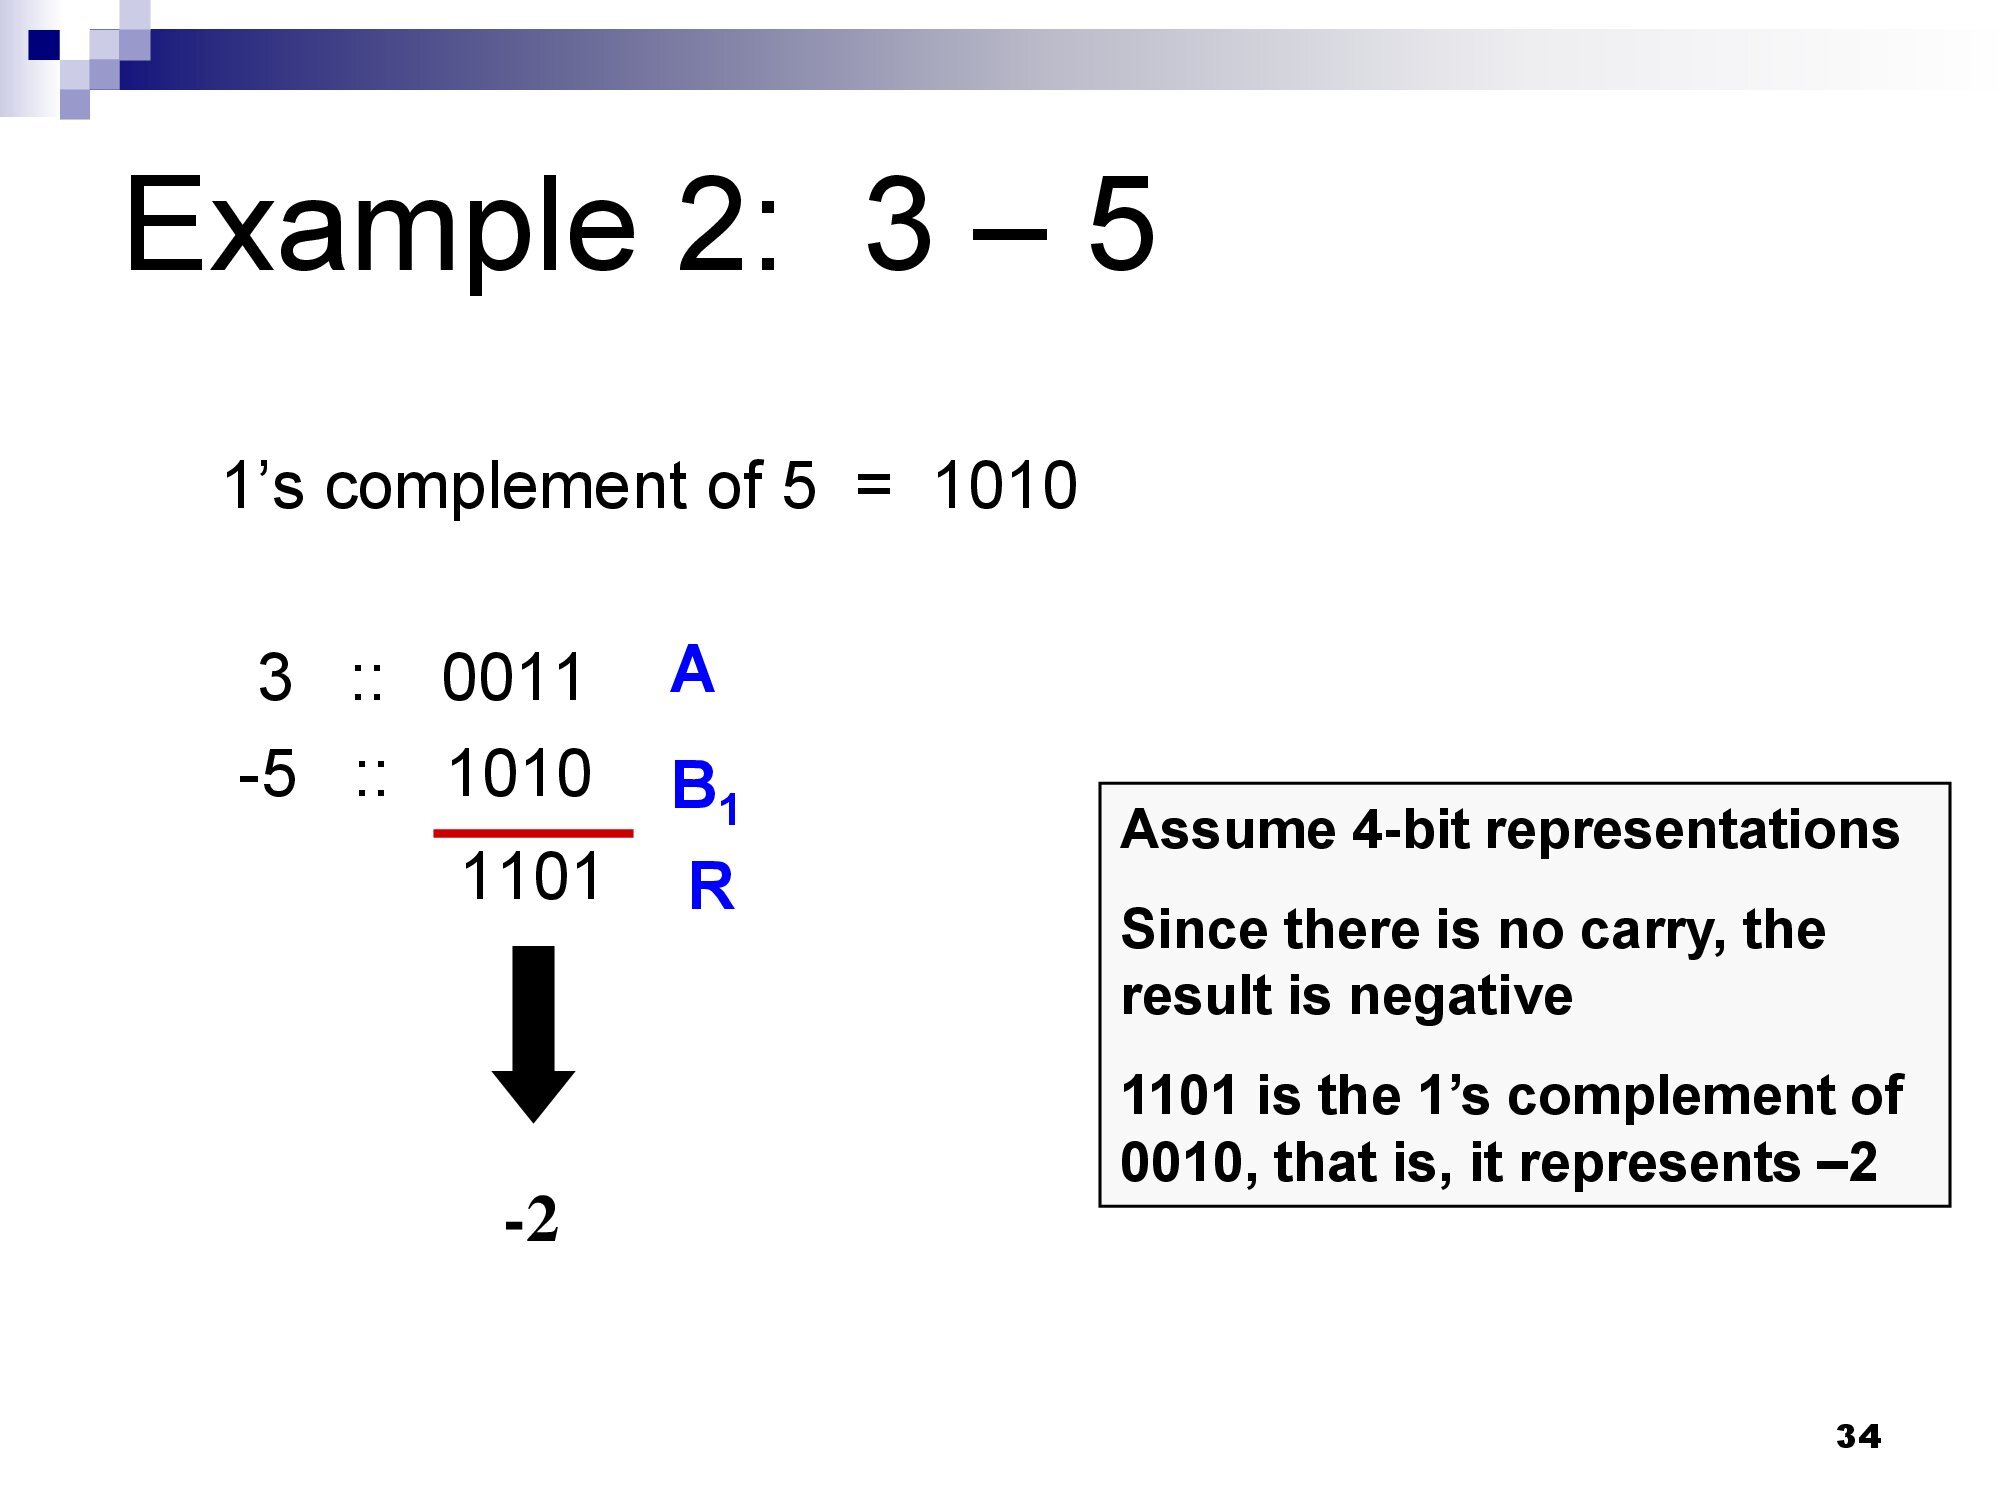 Example 2: 3 – 5
1’s complement of 5 = 1010
3 :: 0011 A
-5 :: 1010 B1
1101 R
-2
Assume 4-bit representations
Since there is no carry, the
result is negative
1101 is the 1’s complement of
0010, that is, it represents –2
34